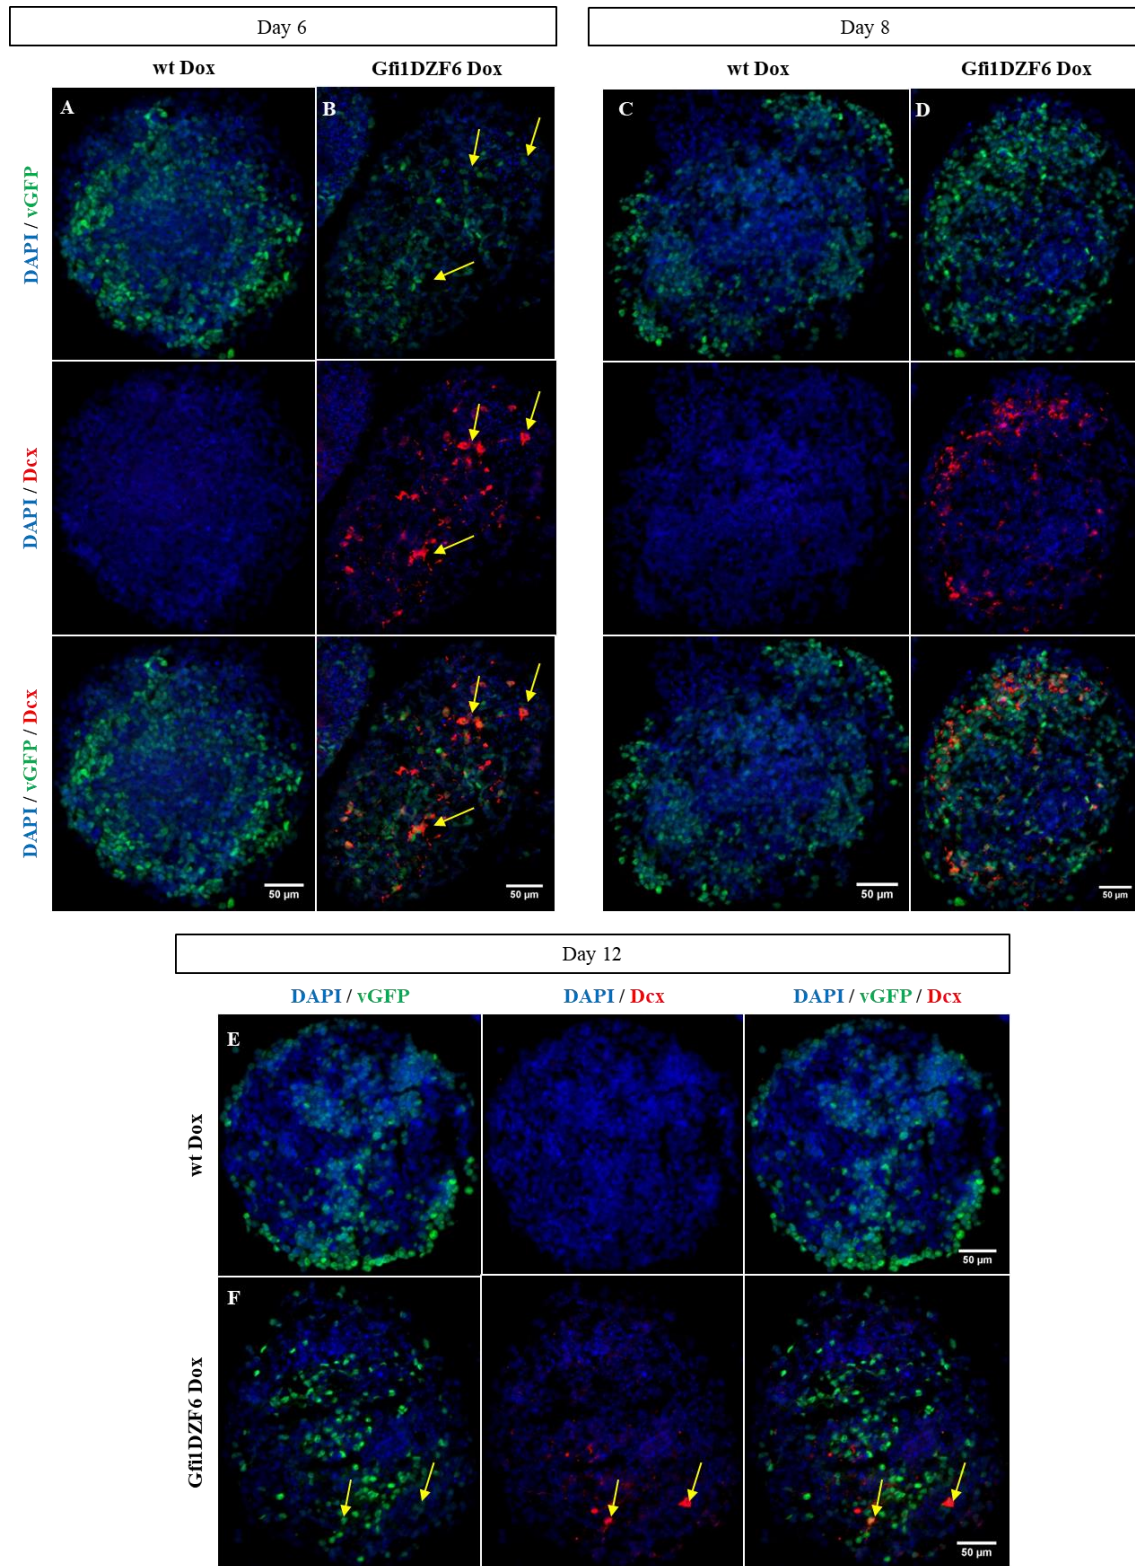 Day 6
Day 8
wt Dox
Gfi1DZF6 Dox
wt Dox
Gfi1DZF6 Dox
DAPI / vGFP
A
B
C
D
DAPI / Dcx
DAPI / vGFP / Dcx
50 µm
50 µm
50 µm
50 µm
Day 12
DAPI / vGFP
DAPI / Dcx
DAPI / vGFP / Dcx
wt Dox
E
50 µm
Gfi1DZF6 Dox
F
50 µm